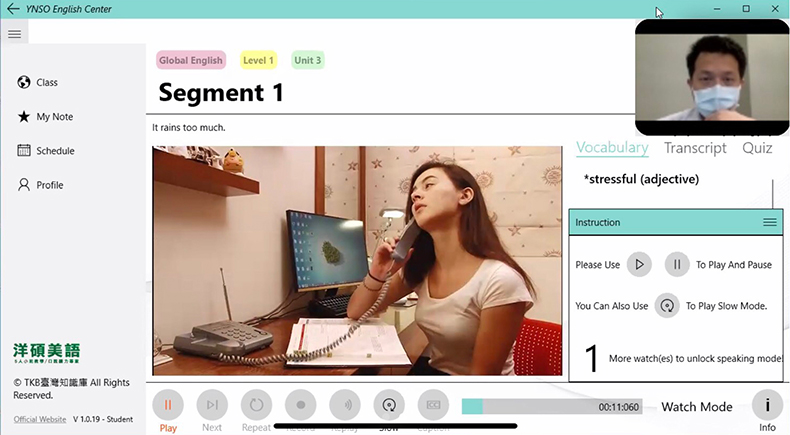 YNSO English Center
Class
My Note
Schedule
Profile
Global English
Level 1
Unit 3
Segment 1
It rains too much.
Vocabulary
Transcript
Quiz
*stressful (adjective)
Instruction
Please Use
To Play And Pause
You Can Also Use
To Play Slow Mode.
1
More watch(es) to unlock speaking mode!
洋碩美語
© TKB臺灣知識庫 All Rights
Reserved.
Official Website
V 1.0.19 - Student
Play
Next
Repeat
Record
Replay
Slow
Caption
00:11:060
Watch Mode
i
Info